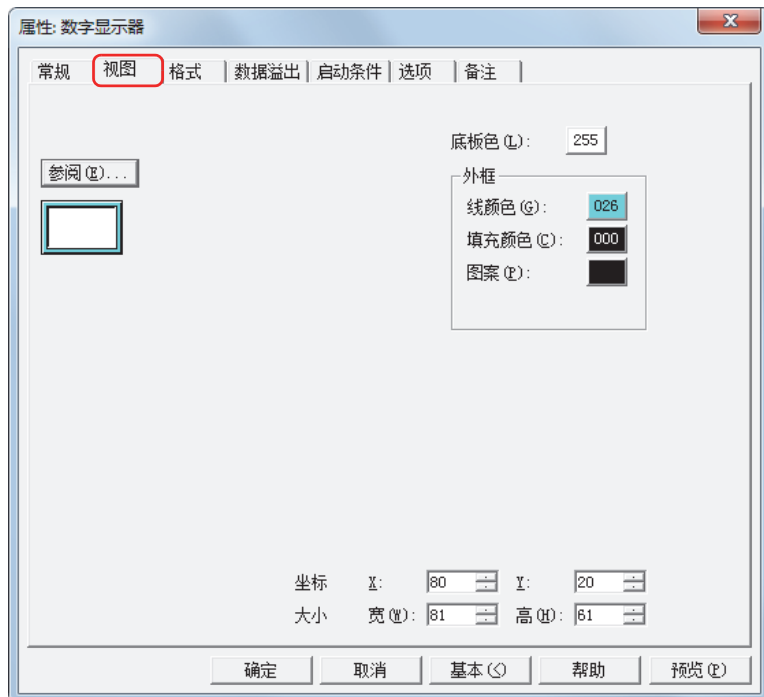 属性: 数字显示器
x
常规 视图 格式 数据溢出 启动条件 选项 备注
底板色(L): 255
参阅(E)...
外框
线颜色(G): 026
填充颜色(C): 000
图案(P):
坐标 X: 80 Y: 20
大小 宽(W): 81 高(H): 61
确定 取消 基本(<) 帮助 预览(P)